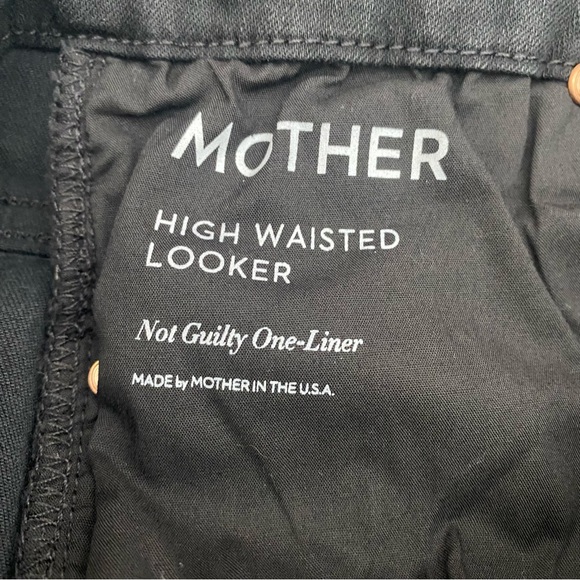 MOTHER
HIGH WAISTED
LOOKER
Not Guilty One-Liner
MADE by MOTHER IN THE U.S.A.